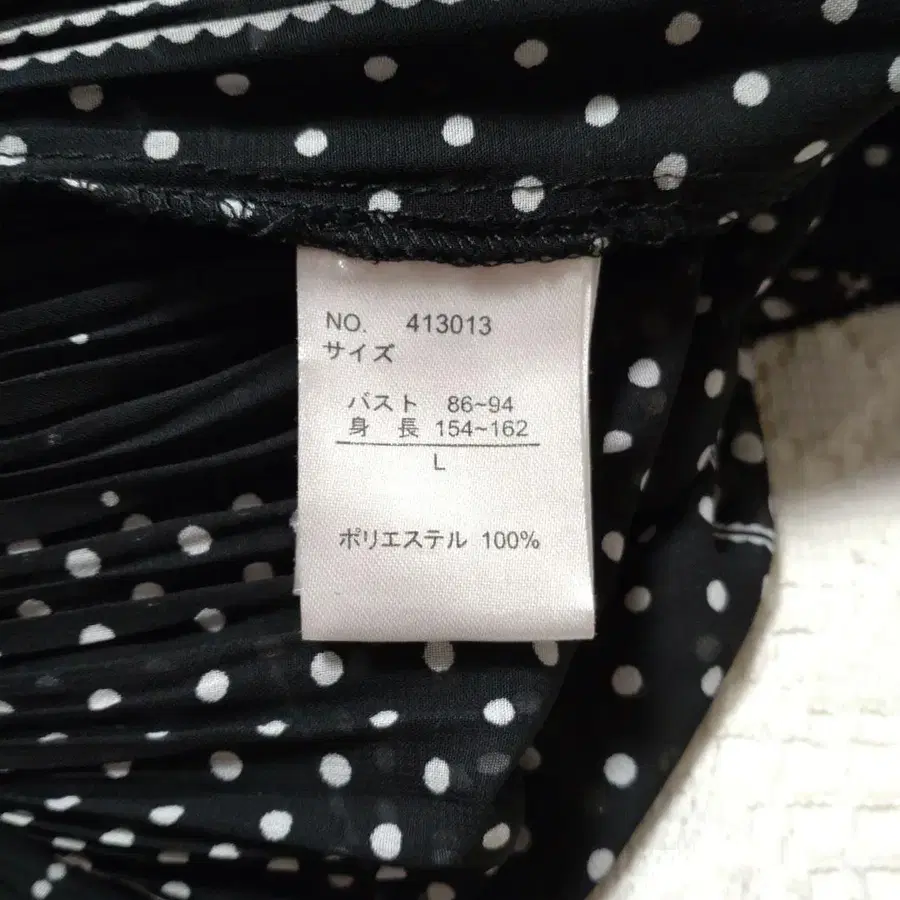 NO. 413013
サイズ
バスト 86~94
身 長 154~162
L
ポリエステル 100%